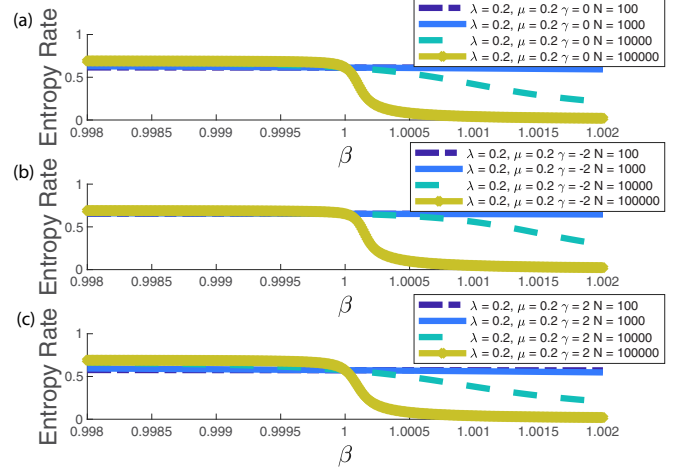 (a)
λ = 0.2, μ = 0.2 γ = 0 N = 100
λ = 0.2, μ = 0.2 γ = 0 N = 1000
λ = 0.2, μ = 0.2 γ = 0 N = 10000
λ = 0.2, μ = 0.2 γ = 0 N = 100000
Entropy Rate
1
0.5
0
0.998 0.9985 0.999 0.9995 1 1.0005 1.001 1.0015 1.002
β
(b)
λ = 0.2, μ = 0.2 γ = -2 N = 100
λ = 0.2, μ = 0.2 γ = -2 N = 1000
λ = 0.2, μ = 0.2 γ = -2 N = 10000
λ = 0.2, μ = 0.2 γ = -2 N = 100000
Entropy Rate
1
0.5
0
0.998 0.9985 0.999 0.9995 1 1.0005 1.001 1.0015 1.002
β
(c)
λ = 0.2, μ = 0.2 γ = 2 N = 100
λ = 0.2, μ = 0.2 γ = 2 N = 1000
λ = 0.2, μ = 0.2 γ = 2 N = 10000
λ = 0.2, μ = 0.2 γ = 2 N = 100000
Entropy Rate
1
0.5
0
0.998 0.9985 0.999 0.9995 1 1.0005 1.001 1.0015 1.002
β